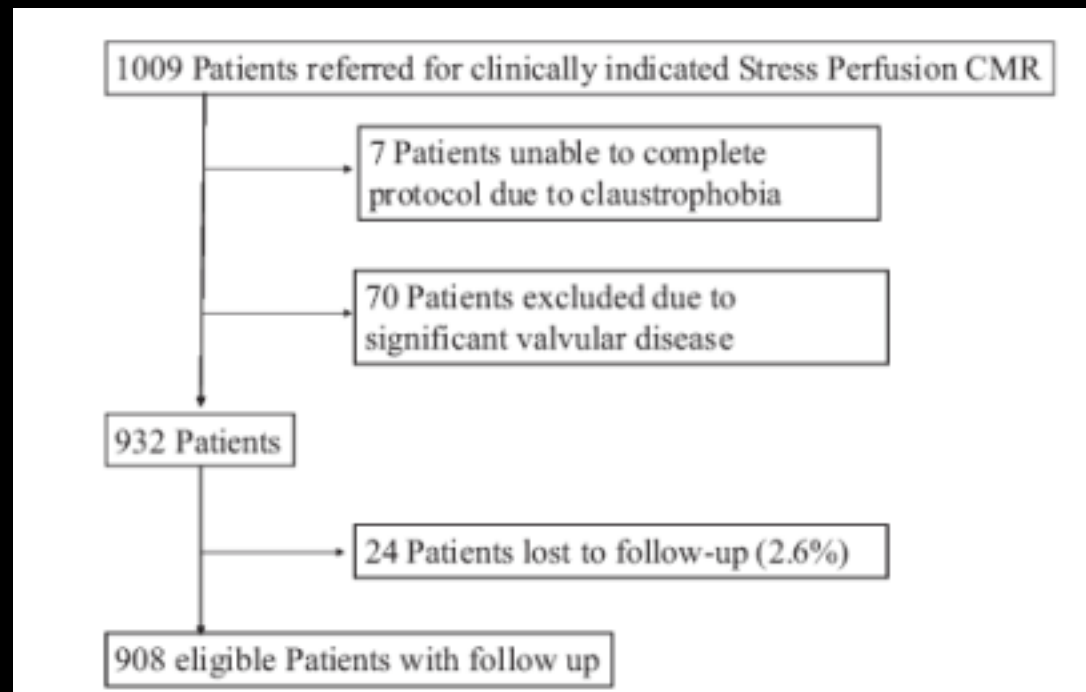 1009 Patients referred for clinically indicated Stress Perfusion CMR
7 Patients unable to complete
protocol due to claustrophobia
70 Patients excluded due to
significant valvular disease
932 Patients
24 Patients lost to follow-up (2.6%)
908 eligible Patients with follow up